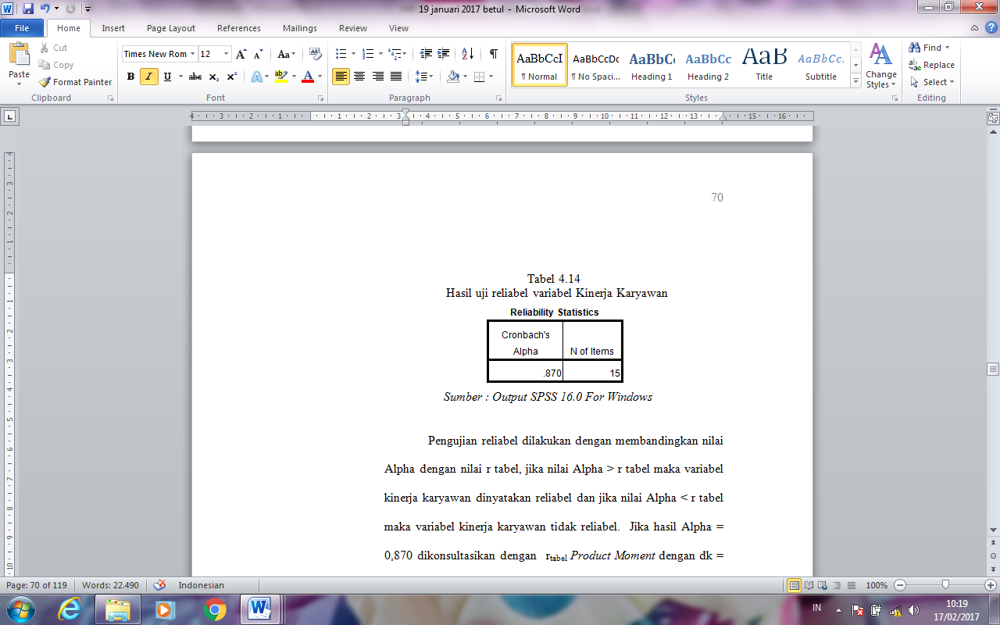 19 januari 2017 betul - Microsoft Word
File Home Insert Page Layout References Mailings Review View
Paste
Cut
Copy
Format Painter
Clipboard
Times New Rom 12
B I U abc x₂ x²
Font
Paragraph
AaBbCcI AaBbCcDc AaBbCc AaBbCc AaB AaBbCc.
¶ Normal ¶ No Spaci... Heading 1 Heading 2 Title Subtitle
Styles
Change
Styles
Find
Replace
Select
Editing
70
Tabel 4.14
Hasil uji reliabel variabel Kinerja Karyawan
Reliability Statistics
Cronbach's
Alpha N of Items
.870 15
Sumber : Output SPSS 16.0 For Windows
Pengujian reliabel dilakukan dengan membandingkan nilai
Alpha dengan nilai r tabel, jika nilai Alpha > r tabel maka variabel
kinerja karyawan dinyatakan reliabel dan jika nilai Alpha < r tabel
maka variabel kinerja karyawan tidak reliabel. Jika hasil Alpha =
0,870 dikonsultasikan dengan rtabel Product Moment dengan dk =
Page: 70 of 119 Words: 22.490 Indonesian 100%
IN
10:19
17/02/2017